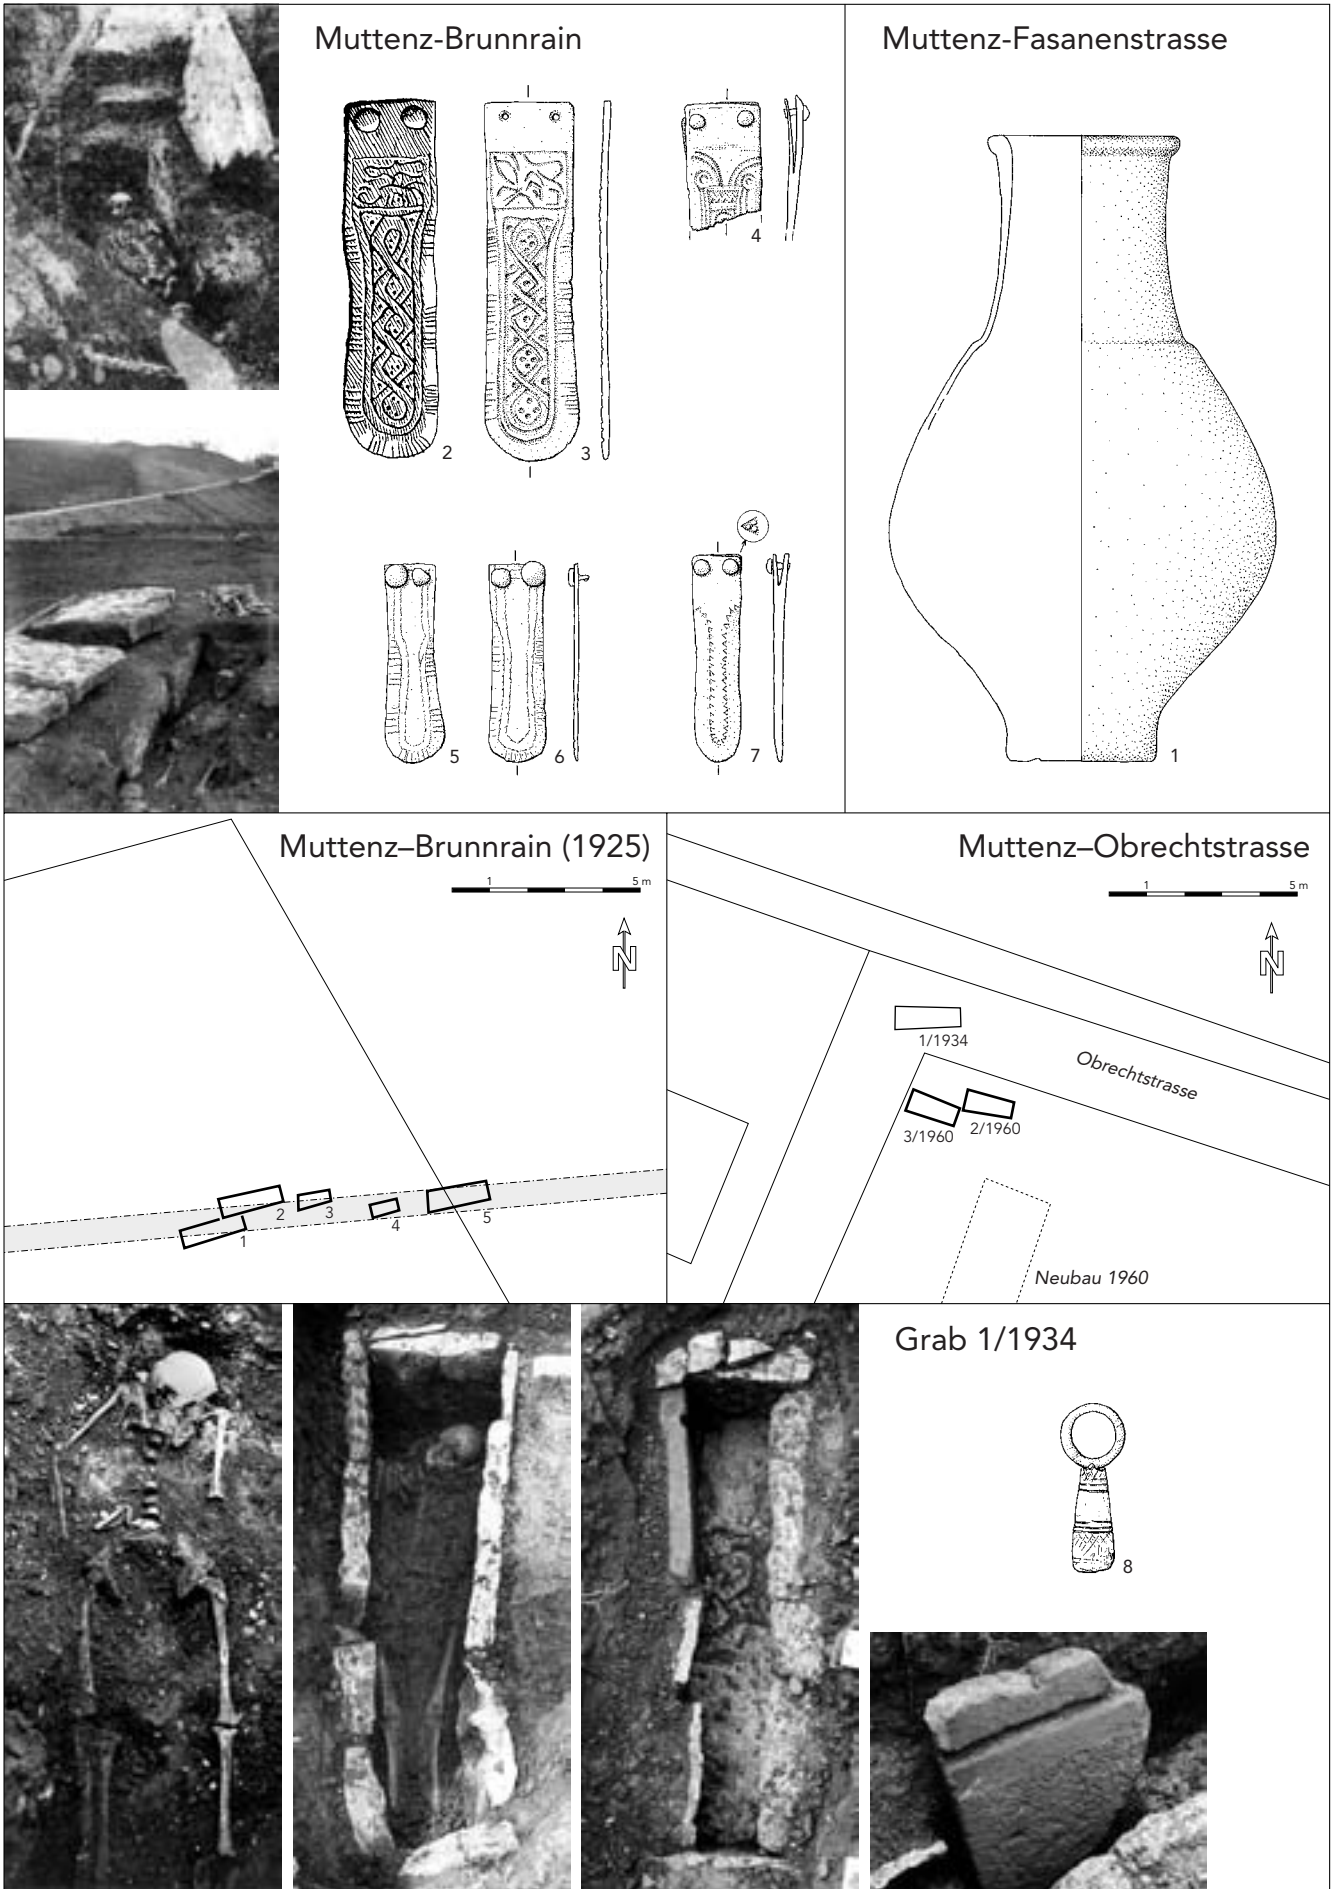 Muttenz-Brunnrain
2
3
4
5
6
7
Muttenz-Fasanenstrasse
1
Muttenz–Brunnrain (1925)
1 5 m
N
1
2
3
4
5
Muttenz–Obrechtstrasse
1 5 m
N
1/1934
Obrechtstrasse
3/1960
2/1960
Neubau 1960
Grab 1/1934
8